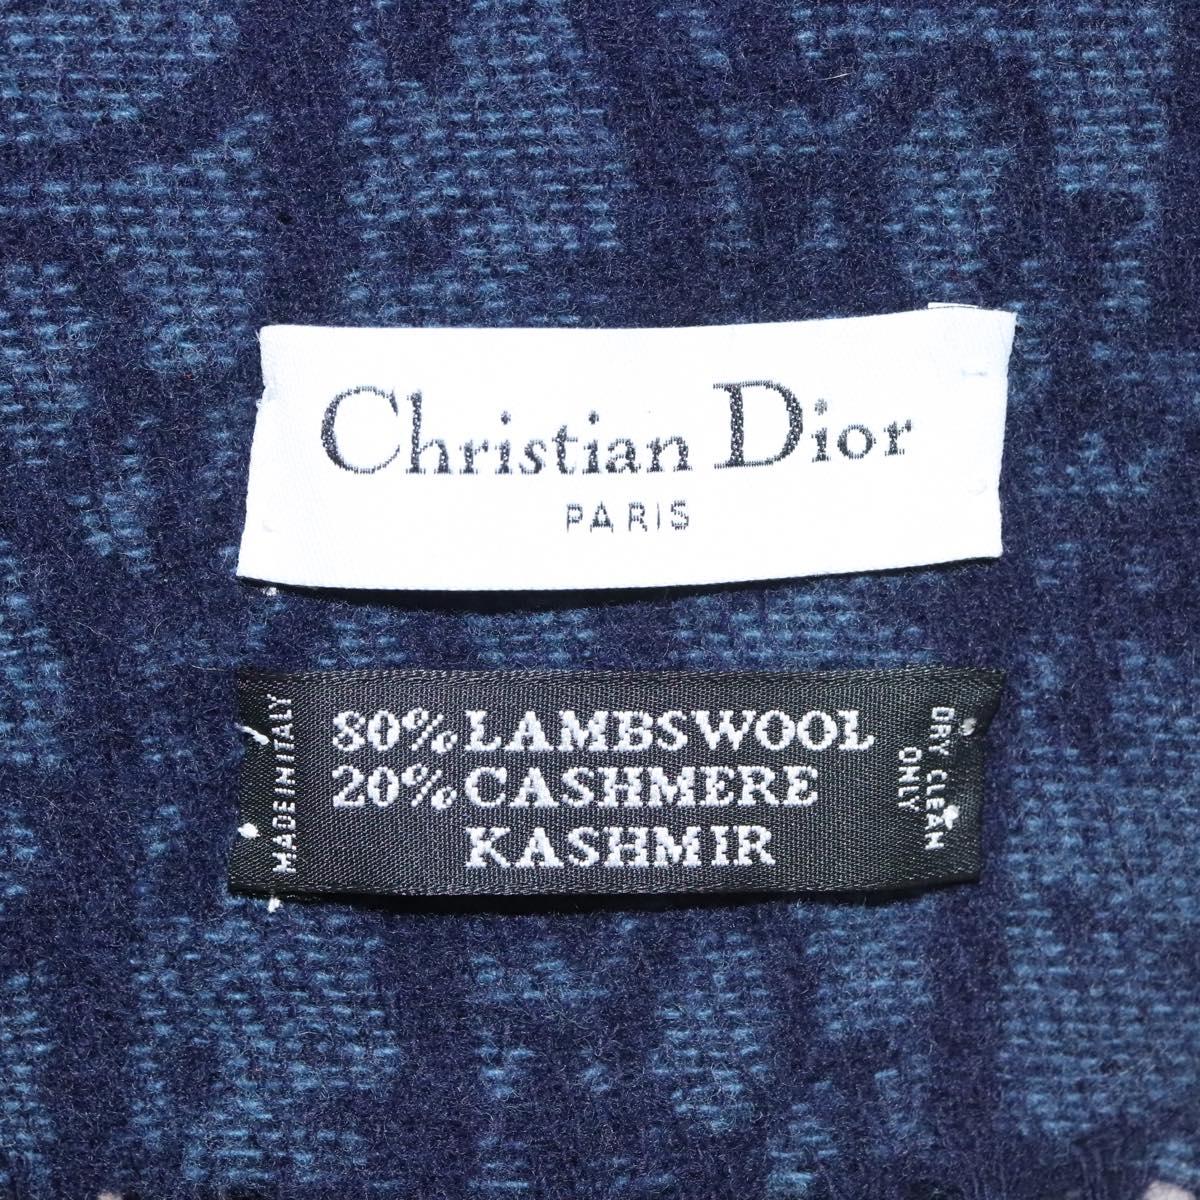 Christian Dior
PARIS
MADE IN ITALY
80% LAMBSWOOL
20% CASHMERE
KASHMIR
DRY CLEAN
ONLY